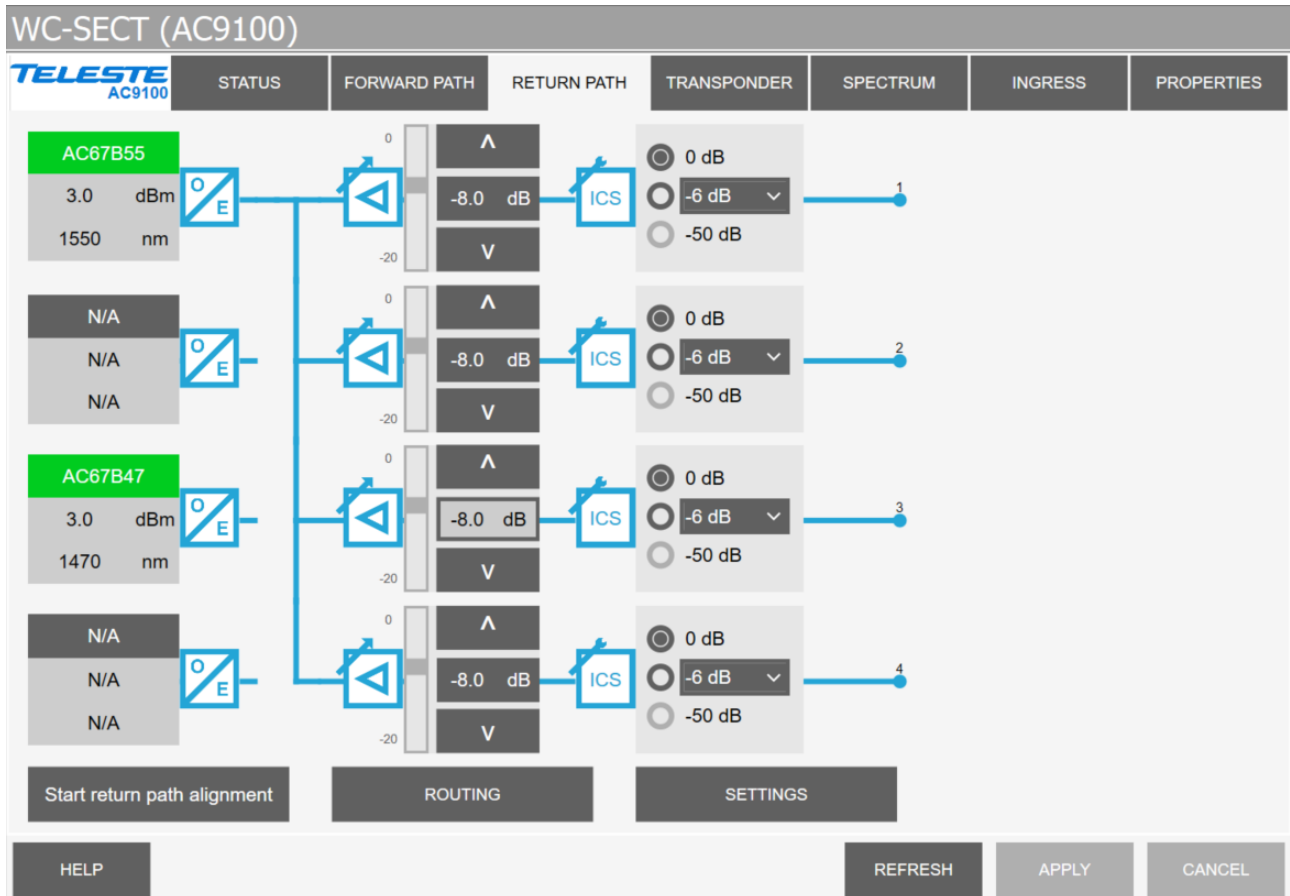 WC-SECT (AC9100)
TELESTE
AC9100
STATUS
FORWARD PATH
RETURN PATH
TRANSPONDER
SPECTRUM
INGRESS
PROPERTIES
AC67B55
3.0 dBm
1550 nm
O
E
0
-20
ʌ
-8.0 dB
v
ICS
0 dB
-6 dB
-50 dB
1
N/A
N/A
N/A
O
E
0
-20
ʌ
-8.0 dB
v
ICS
0 dB
-6 dB
-50 dB
2
AC67B47
3.0 dBm
1470 nm
O
E
0
-20
ʌ
-8.0 dB
v
ICS
0 dB
-6 dB
-50 dB
3
N/A
N/A
N/A
O
E
0
-20
ʌ
-8.0 dB
v
ICS
0 dB
-6 dB
-50 dB
4
Start return path alignment
ROUTING
SETTINGS
HELP
REFRESH
APPLY
CANCEL